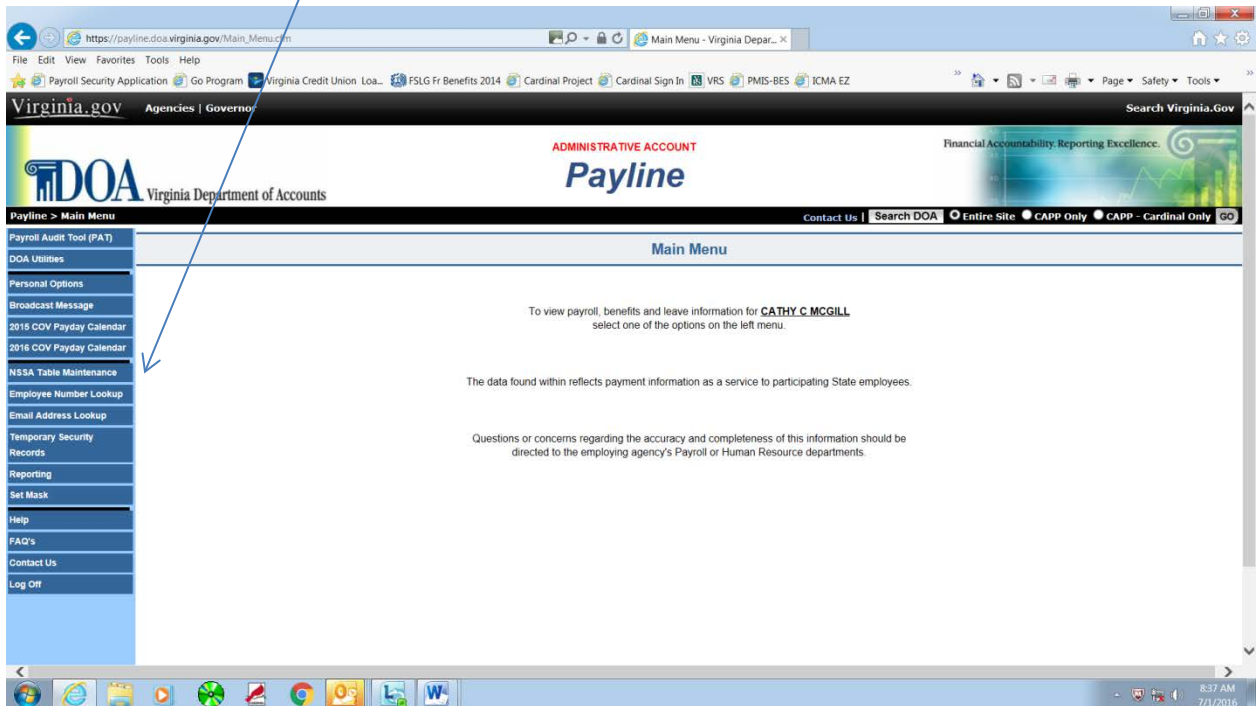 https://payline.doa.virginia.gov/Main_Menu.cfm
Main Menu - Virginia Depar...
File Edit View Favorites Tools Help
Payroll Security Application Go Program Virginia Credit Union Loa... FSLG Fr Benefits 2014 Cardinal Project Cardinal Sign In VRS PMIS-BES ICMA EZ Page Safety Tools
Virginia.gov Agencies | Governor Search Virginia.Gov
ADMINISTRATIVE ACCOUNT
Payline
DOA Virginia Department of Accounts
Financial Accountability. Reporting Excellence.
Payline > Main Menu Contact Us | Search DOA Entire Site CAPP Only CAPP - Cardinal Only GO
Payroll Audit Tool (PAT)
DOA Utilities
Personal Options
Broadcast Message
2015 COV Payday Calendar
2016 COV Payday Calendar
NSSA Table Maintenance
Employee Number Lookup
Email Address Lookup
Temporary Security
Records
Reporting
Set Mask
Help
FAQ's
Contact Us
Log Off
Main Menu
To view payroll, benefits and leave information for CATHY C MCGILL
select one of the options on the left menu.
The data found within reflects payment information as a service to participating State employees.
Questions or concerns regarding the accuracy and completeness of this information should be
directed to the employing agency's Payroll or Human Resource departments.
8:37 AM
7/1/2016